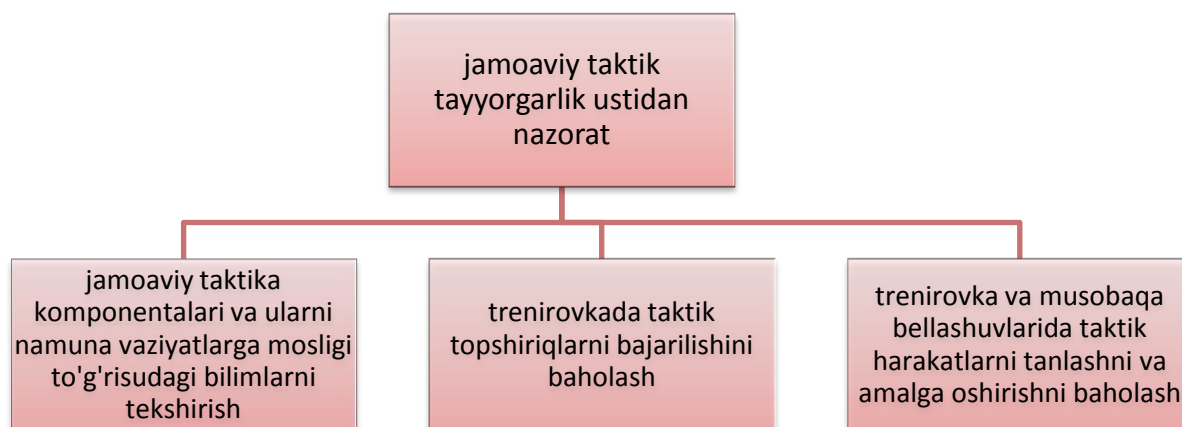 jamoaviy taktik
tayyorgarlik ustidan
nazorat
jamoaviy taktika
komponentalari va ularni
namuna vaziyatlarga mosligi
to'g'risudagi bilimlarni
tekshirish
trenirovkada taktik
topshiriqlarni bajarilishini
baholash
trenirovka va musobaqa
bellashuvlarida taktik
harakatlarni tanlashni va
amalga oshirishni baholash